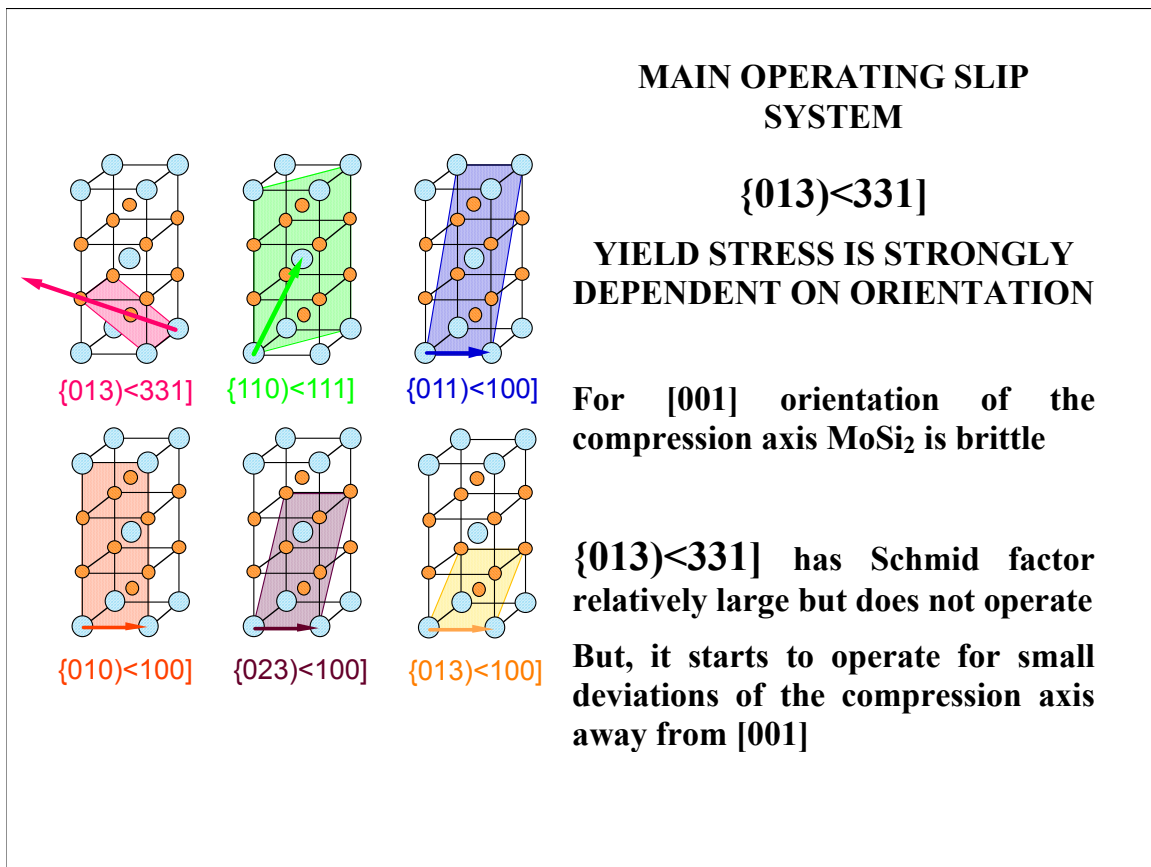 MAIN OPERATING SLIP
SYSTEM
{013)<331]
YIELD STRESS IS STRONGLY
DEPENDENT ON ORIENTATION
{013)<331]
{110)<111]
{011)<100]
For [001] orientation of the
compression axis MoSi₂ is brittle
{013)<331] has Schmid factor
relatively large but does not operate
But, it starts to operate for small
deviations of the compression axis
away from [001]
{010)<100]
{023)<100]
{013)<100]